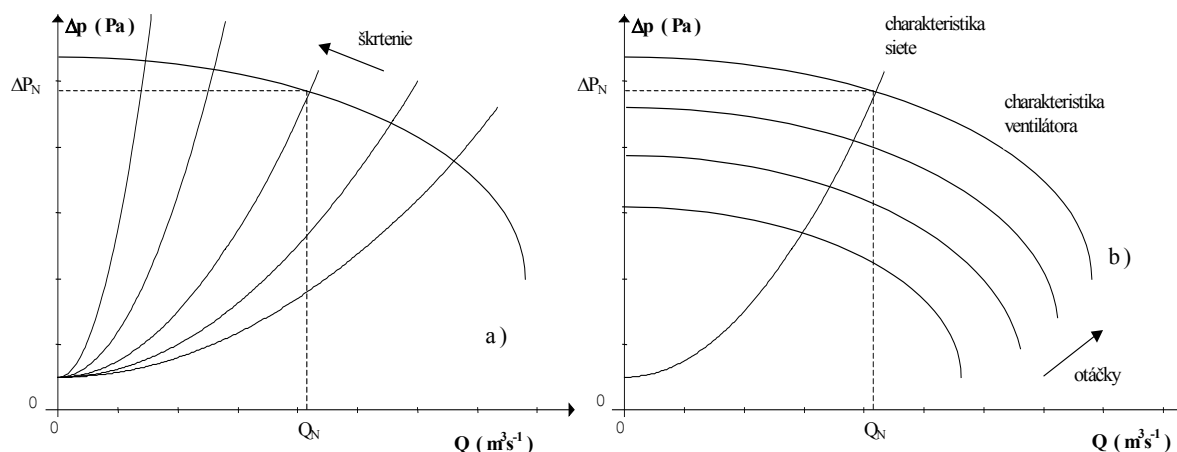 Δp ( Pa )
škrtenie
ΔP_N
a )
0
0
Q_N
Q ( m³s⁻¹ )
Δp ( Pa )
charakteristika
siete
ΔP_N
charakteristika
ventilátora
b )
otáčky
0
0
Q_N
Q ( m³s⁻¹ )